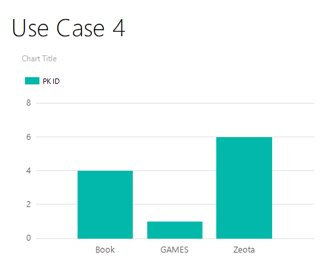 Use Case 4
Chart Title
PK ID
8
6
4
2
0
Book GAMES Zeota